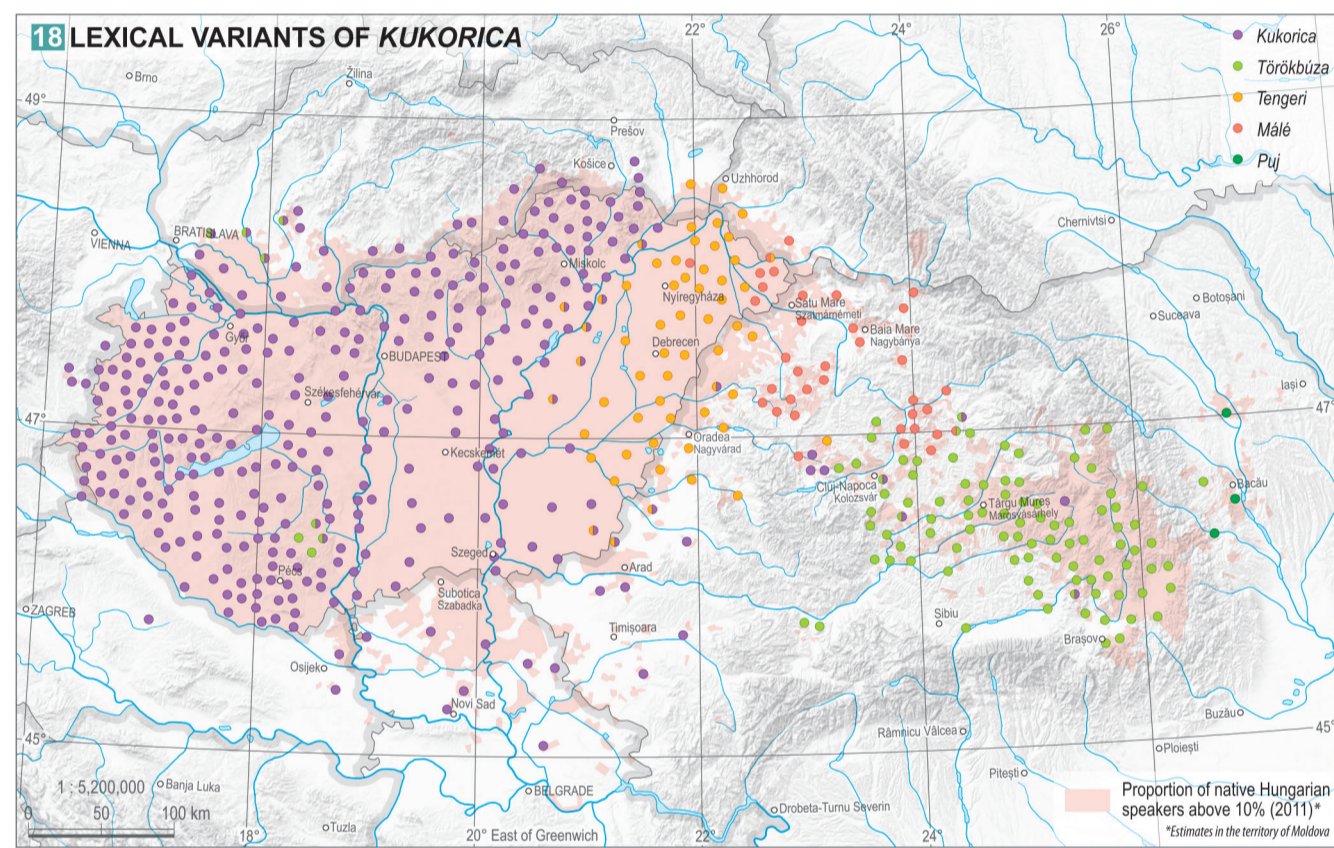 18 LEXICAL VARIANTS OF KUKORICA
22°
24°
26°
Kukorica
Törökbúza
Tengeri
Málé
Puj
Brno
Žilina
49°
49°
Prešov
Košice
Uzhhorod
Chernivtsi
VIENNA
BRATISLAVA
Miskolc
Nyíregyháza
Satu Mare
Szatmárnémeti
Botoșani
Suceava
Győr
BUDAPEST
Debrecen
Baia Mare
Nagybánya
Iași
Székesfehérvár
47°
47°
Kecskemét
Oradea
Nagyvárad
Cluj-Napoca
Kolozsvár
Târgu Mureș
Marosvásárhely
Bacău
Szeged
Pécs
Arad
Subotica
Szabadka
ZAGREB
Timișoara
Sibiu
Brașov
Osijek
Novi Sad
Râmnicu Vâlcea
Buzău
45°
45°
Ploiești
Pitești
1 : 5,200,000
0 50 100 km
Banja Luka
BELGRADE
Drobeta-Turnu Severin
Tuzla
18°
20° East of Greenwich
22°
24°
Proportion of native Hungarian
speakers above 10% (2011)*
*Estimates in the territory of Moldova